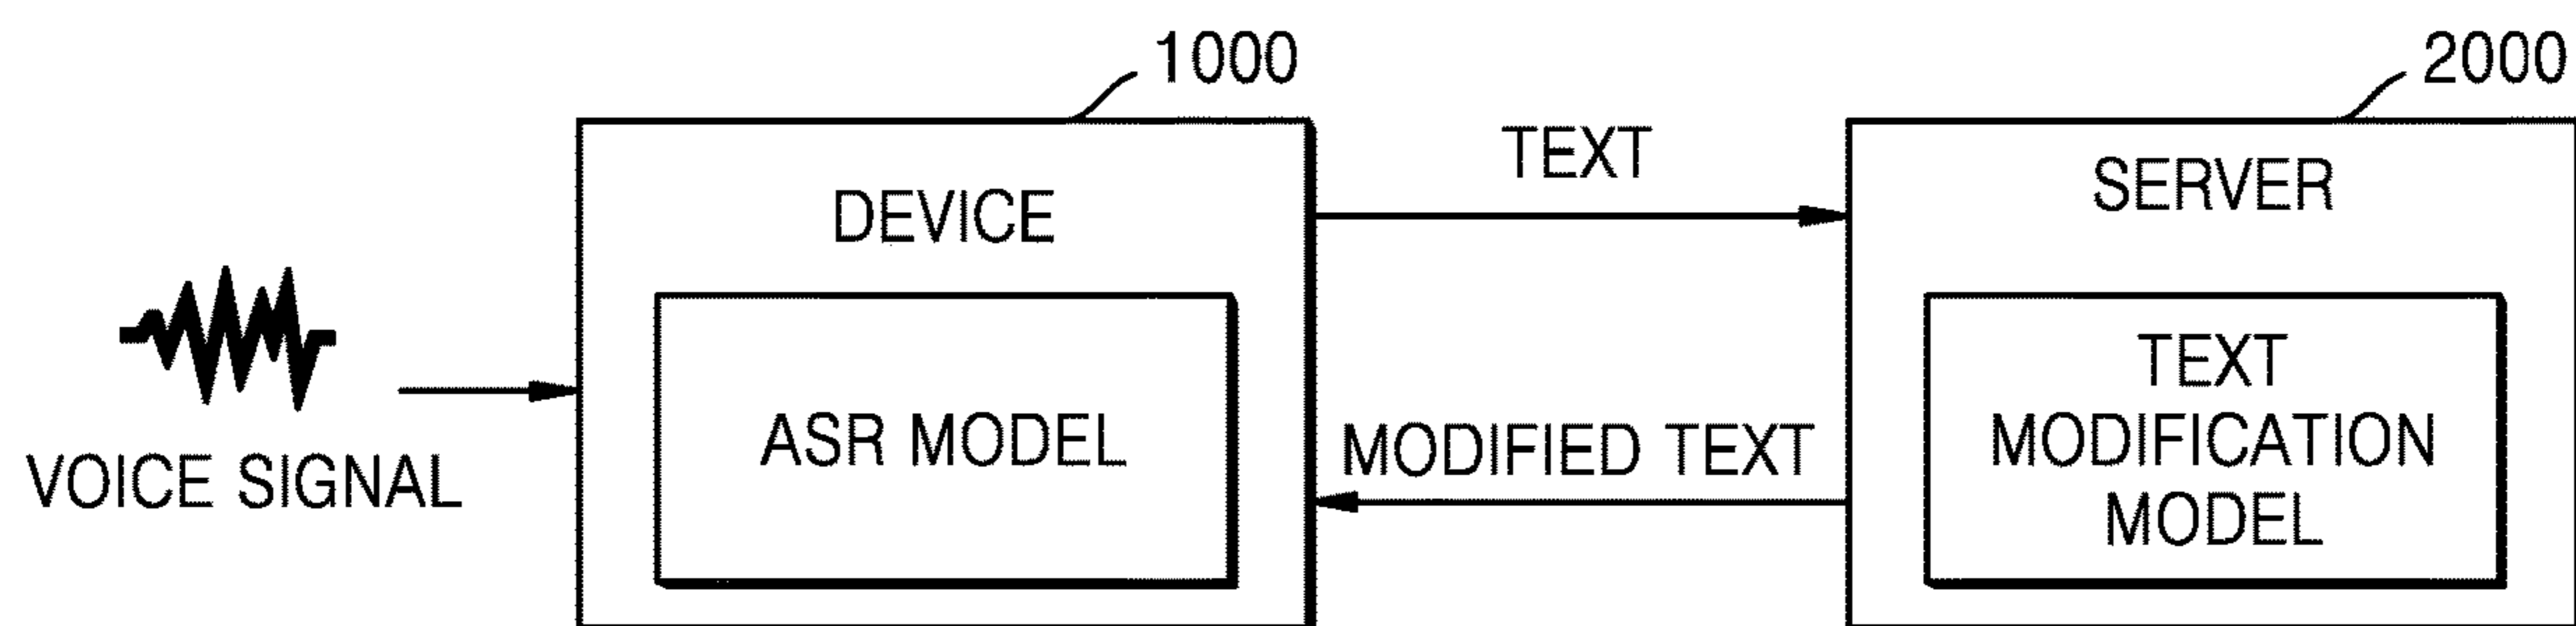 1000
2000
TEXT
SERVER
DEVICE
TEXT
MODIFICATION
MODEL
ASR MODEL
MODIFIED TEXT
VOICE SIGNAL